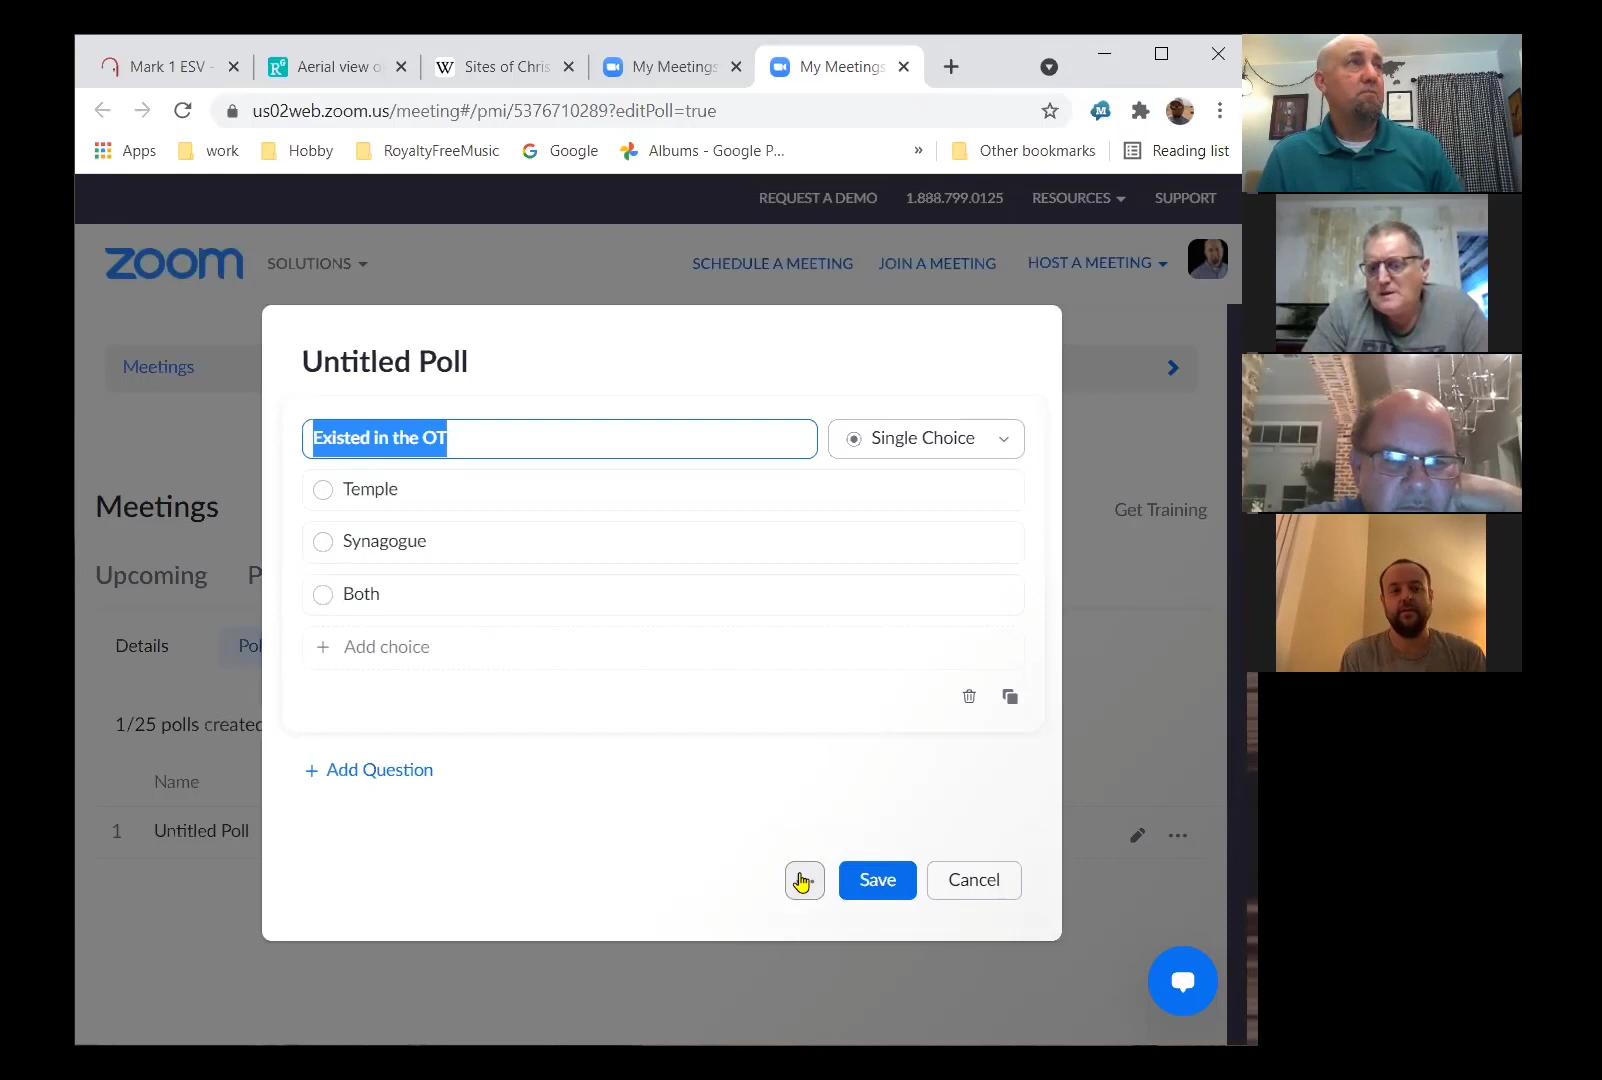 Mark 1 ESV -
Aerial view o
Sites of Chris
My Meetings
My Meetings
us02web.zoom.us/meeting#/pmi/5376710289?editPoll=true
Apps
work
Hobby
RoyaltyFreeMusic
Google
Albums - Google P...
»
Other bookmarks
Reading list
REQUEST A DEMO
1.888.799.0125
RESOURCES
SUPPORT
zoom
SOLUTIONS
SCHEDULE A MEETING
JOIN A MEETING
HOST A MEETING
Meetings
Untitled Poll
Existed in the OT
Single Choice
Temple
Synagogue
Both
+ Add choice
+ Add Question
Save
Cancel
Meetings
Get Training
Upcoming
P
Details
Pol
1/25 polls created
Name
1 Untitled Poll